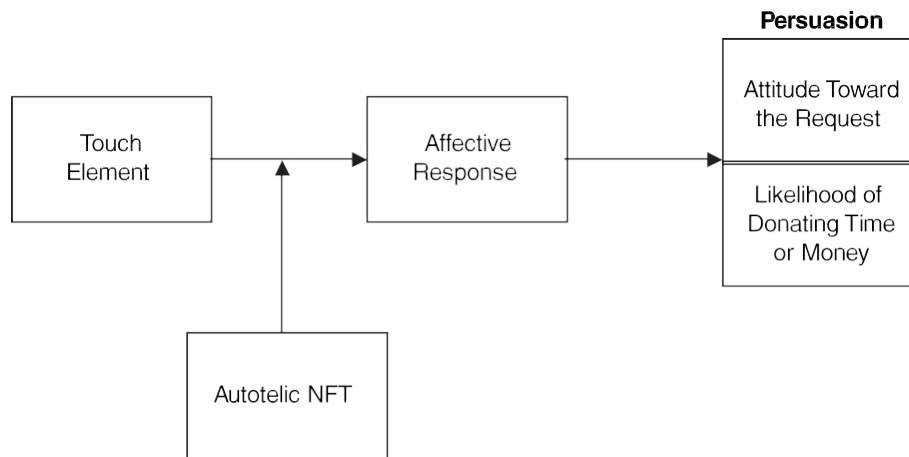 Persuasion
Touch
Element
Affective
Response
Attitude Toward
the Request
Likelihood of
Donating Time
or Money
Autotelic NFT